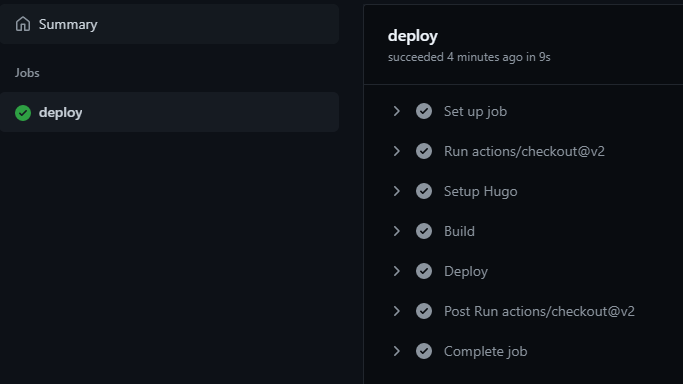 Summary
Jobs
deploy
deploy
succeeded 4 minutes ago in 9s
Set up job
Run actions/checkout@v2
Setup Hugo
Build
Deploy
Post Run actions/checkout@v2
Complete job